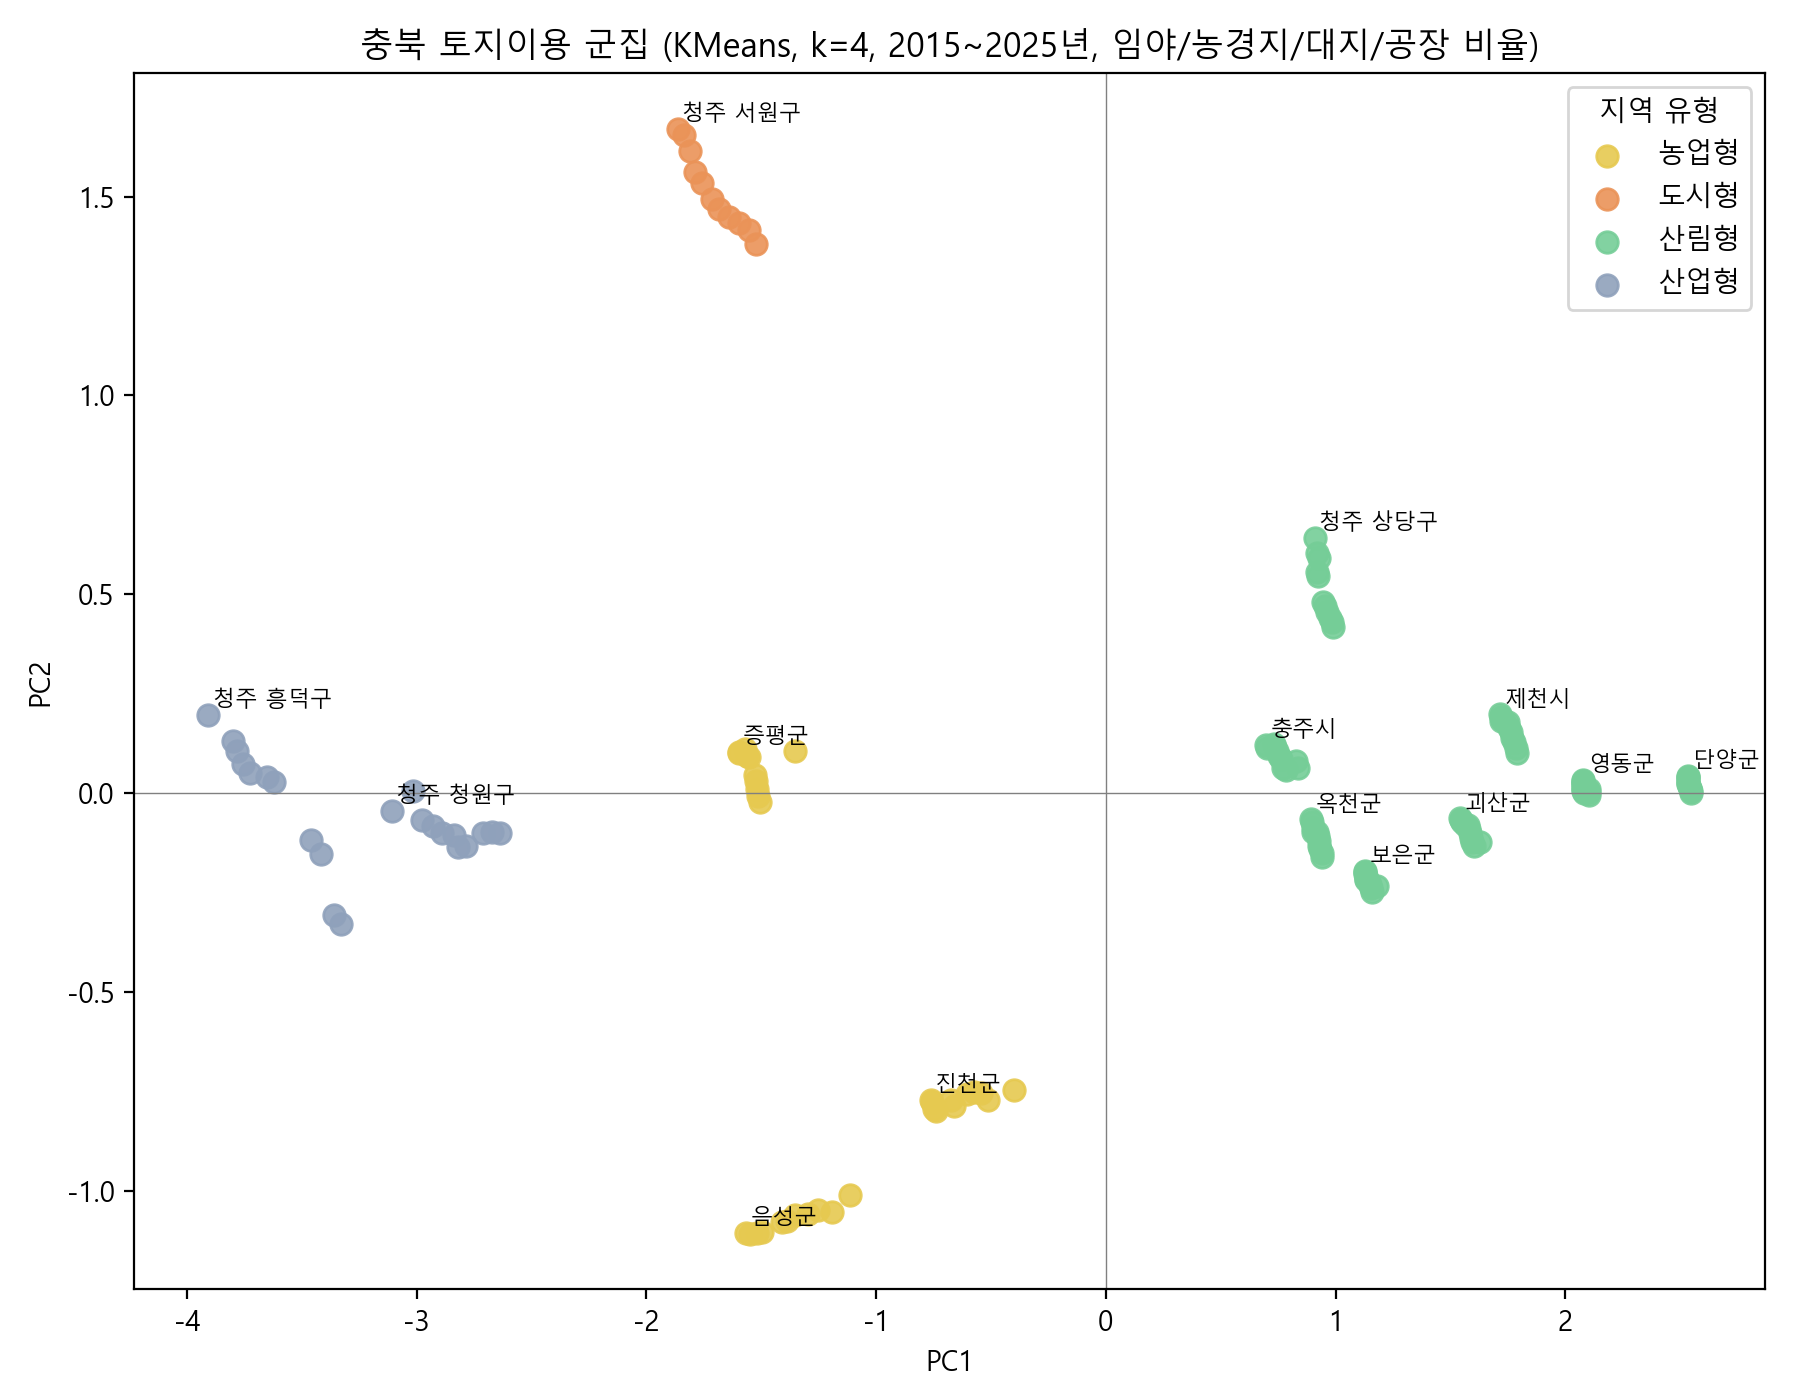 충북 토지이용 군집 (KMeans, k=4, 2015~2025년, 임야/농경지/대지/공장 비율)
지역 유형
농업형
도시형
산림형
산업형
청주 서원구
청주 상당구
청주 흥덕구
증평군
충주시
제천시
영동군
단양군
청주 청원구
옥천군
괴산군
보은군
진천군
음성군
PC2
1.5
1.0
0.5
0.0
-0.5
-1.0
-4
-3
-2
-1
0
1
2
PC1